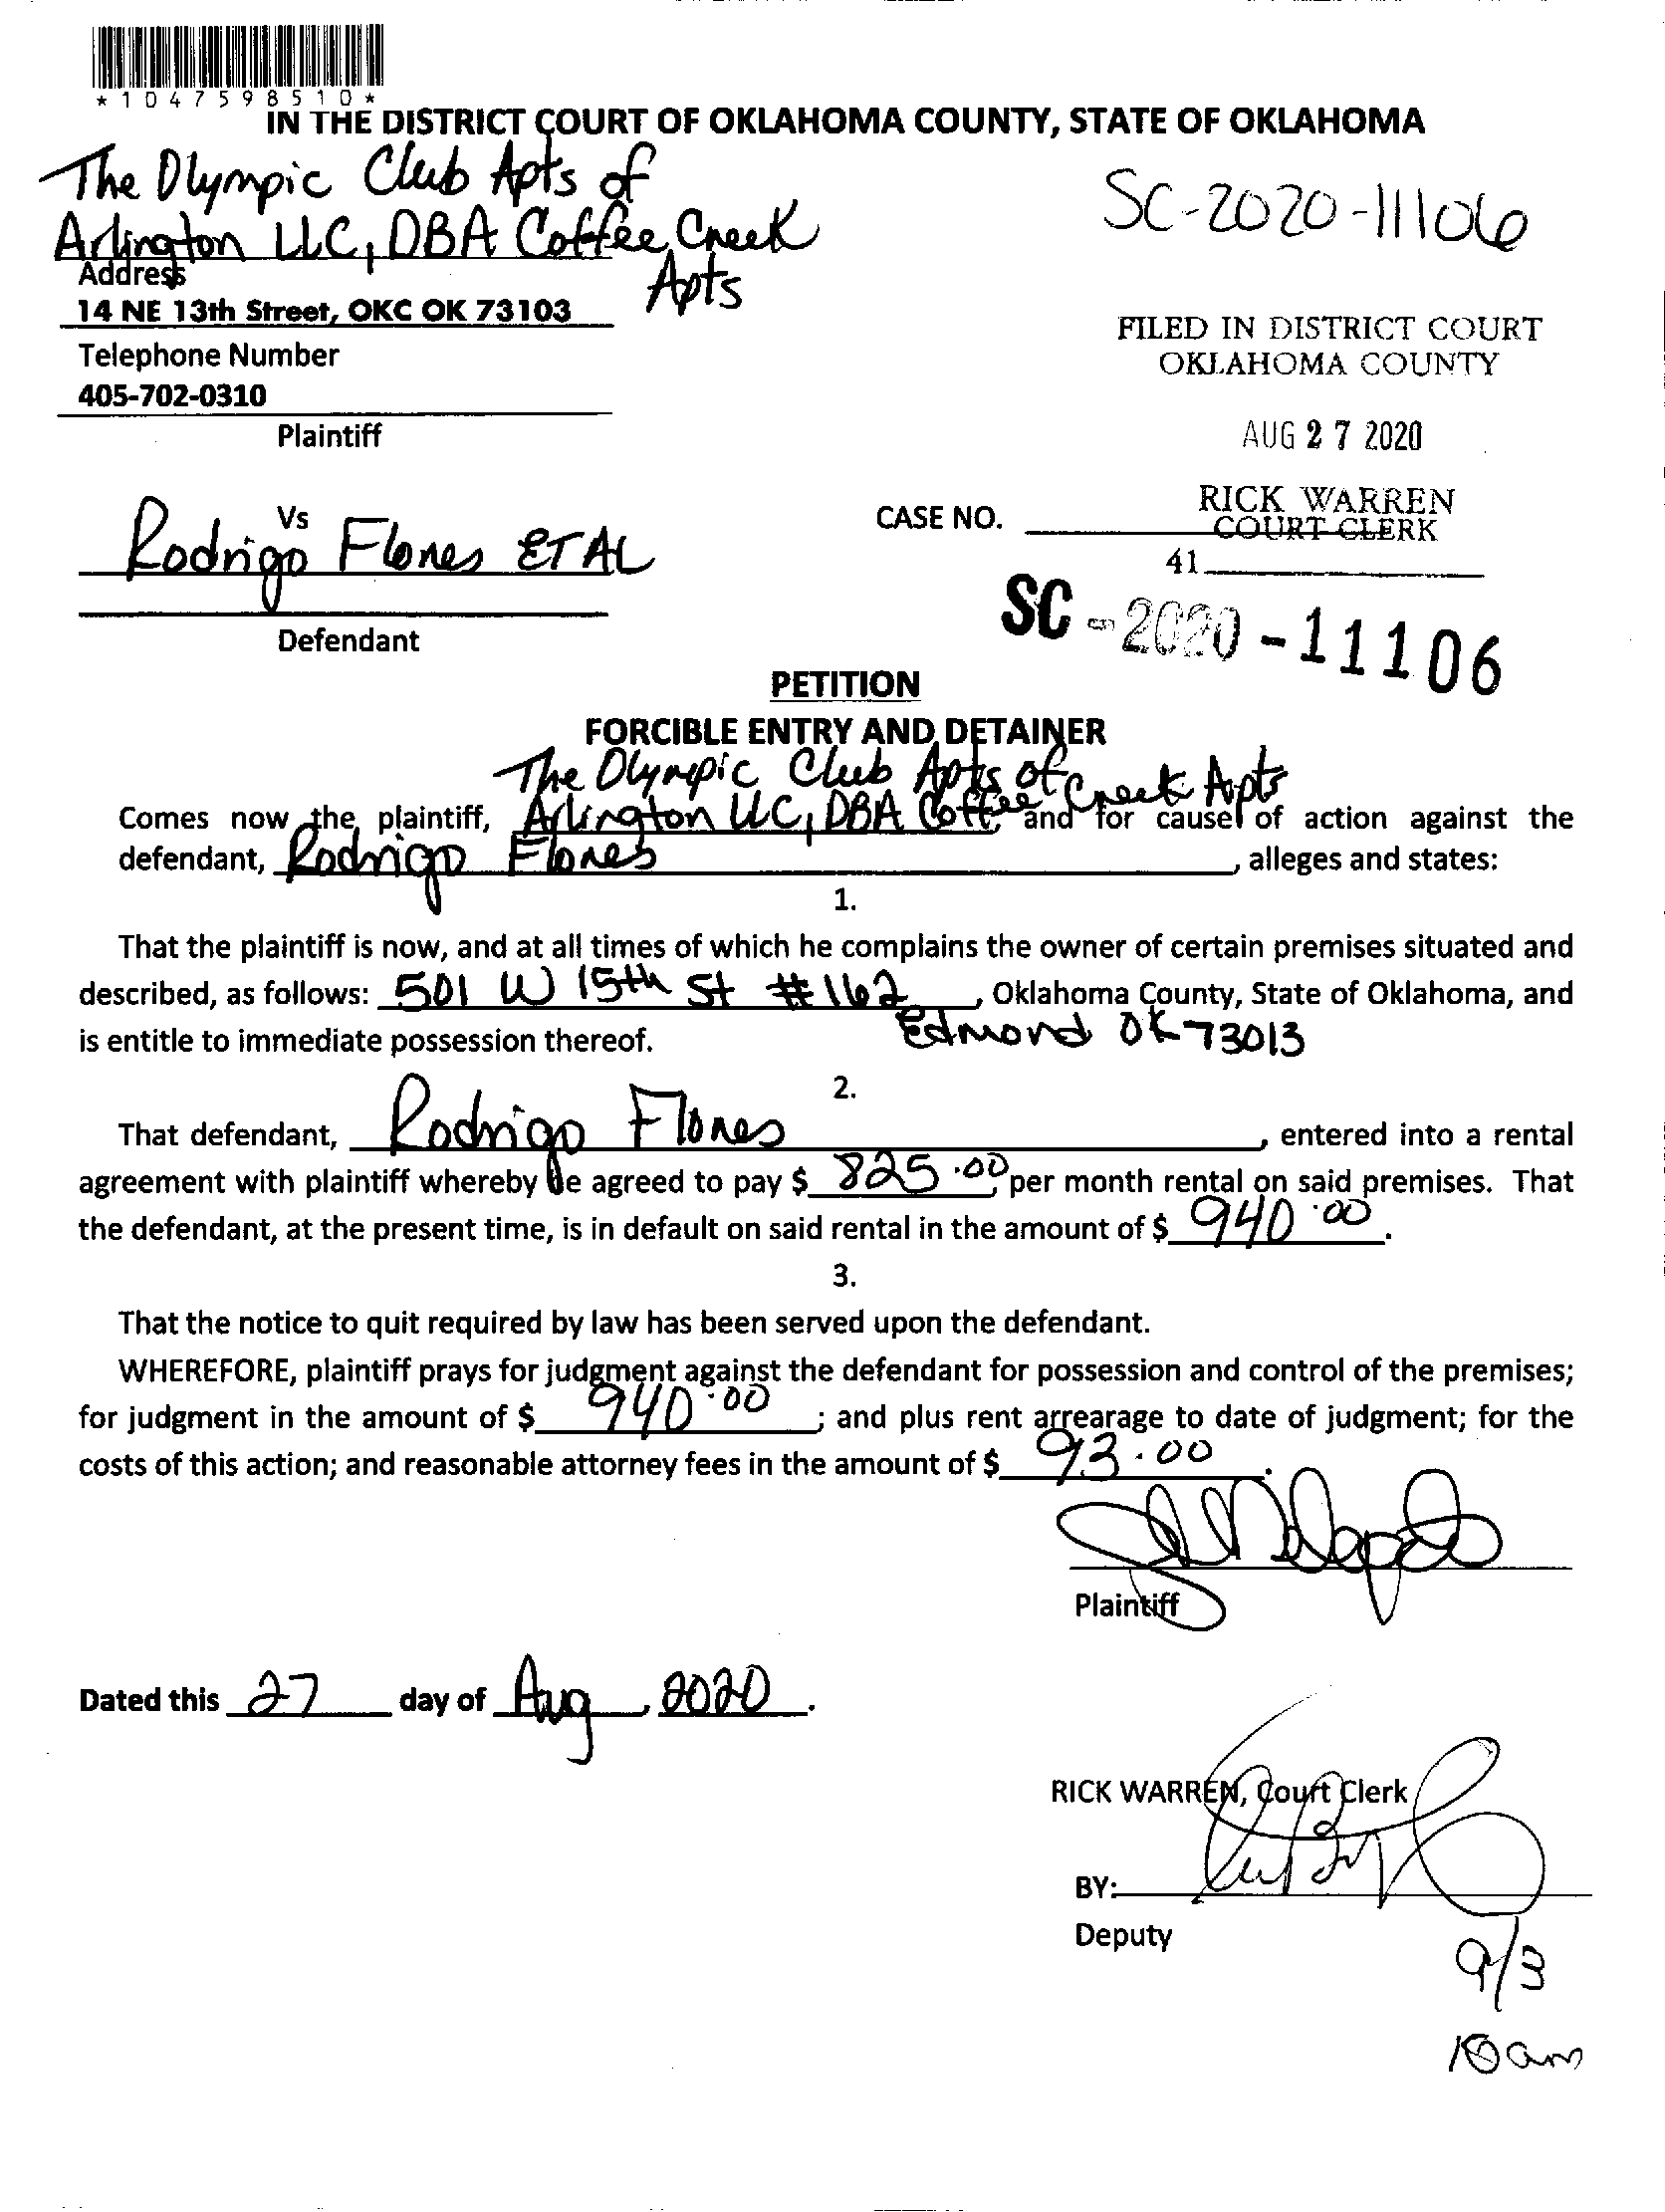 *1047598510*
IN THE DISTRICT COURT OF OKLAHOMA COUNTY, STATE OF OKLAHOMA
The Olympic Club Apts of
Arlington LLC, DBA Coffee Creek
Apts
SC-2020-11106
Address
14 NE 13th Street, OKC OK 73103
Telephone Number
405-702-0310
Plaintiff
FILED IN DISTRICT COURT
OKLAHOMA COUNTY
AUG 27 2020
RICK WARREN
COURT CLERK
41
Vs
Rodrigo Flores ET AL
Defendant
CASE NO.
SC-2020-11106
PETITION
FORCIBLE ENTRY AND DETAINER
The Olympic Club Apts of
Comes now the plaintiff, Arlington LLC, DBA Coffee Creek Apts and for cause of action against the
defendant, Rodrigo Flores, alleges and states:
1.
That the plaintiff is now, and at all times of which he complains the owner of certain premises situated and
described, as follows: 501 W 15th St #162, Oklahoma County, State of Oklahoma, and
is entitle to immediate possession thereof. Edmond OK 73013
2.
That defendant, Rodrigo Flores, entered into a rental
agreement with plaintiff whereby he agreed to pay $ 825.00, per month rental on said premises. That
the defendant, at the present time, is in default on said rental in the amount of $ 940.00.
3.
That the notice to quit required by law has been served upon the defendant.
WHEREFORE, plaintiff prays for judgment against the defendant for possession and control of the premises;
for judgment in the amount of $ 940.00; and plus rent arrearage to date of judgment; for the
costs of this action; and reasonable attorney fees in the amount of $ 93.00.
Plaintiff
Dated this 27 day of Aug, 2020.
RICK WARREN, Court Clerk
BY:
Deputy
9/3
10am